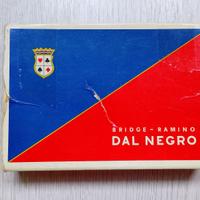 BRIDGE - RAMINO
DAL NEGRO